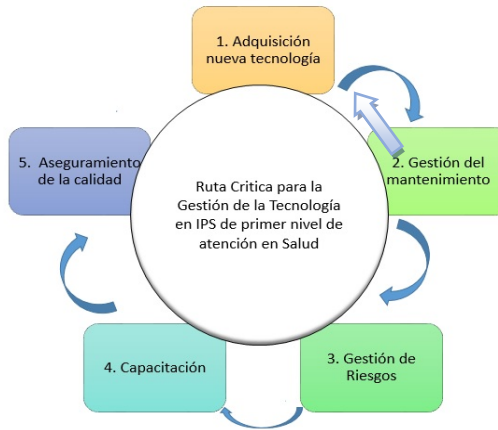 1. Adquisición
nueva tecnología
2. Gestión del
mantenimiento
3. Gestión de
Riesgos
4. Capacitación
5. Aseguramiento
de la calidad
Ruta Critica para la
Gestión de la Tecnología
en IPS de primer nivel de
atención en Salud